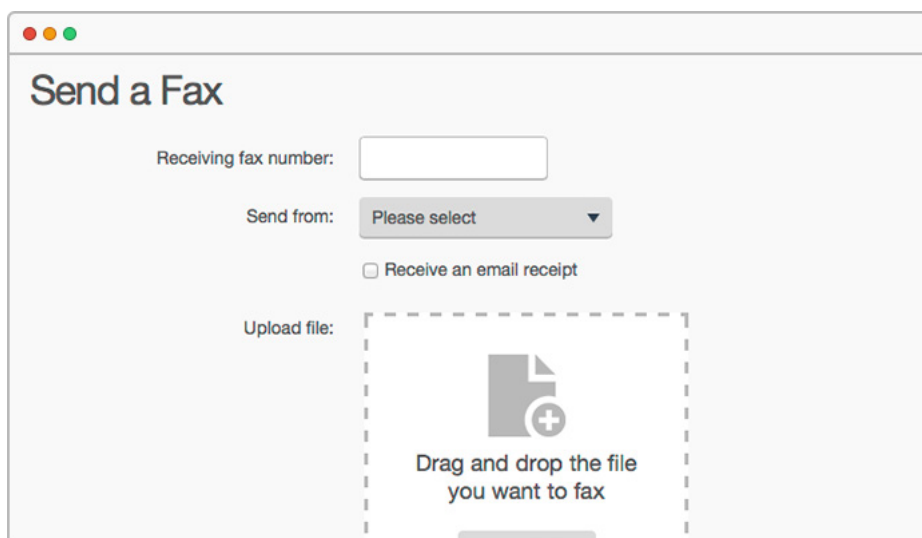 Send a Fax
Receiving fax number:
Send from:
Please select
Receive an email receipt
Upload file:
Drag and drop the file
you want to fax